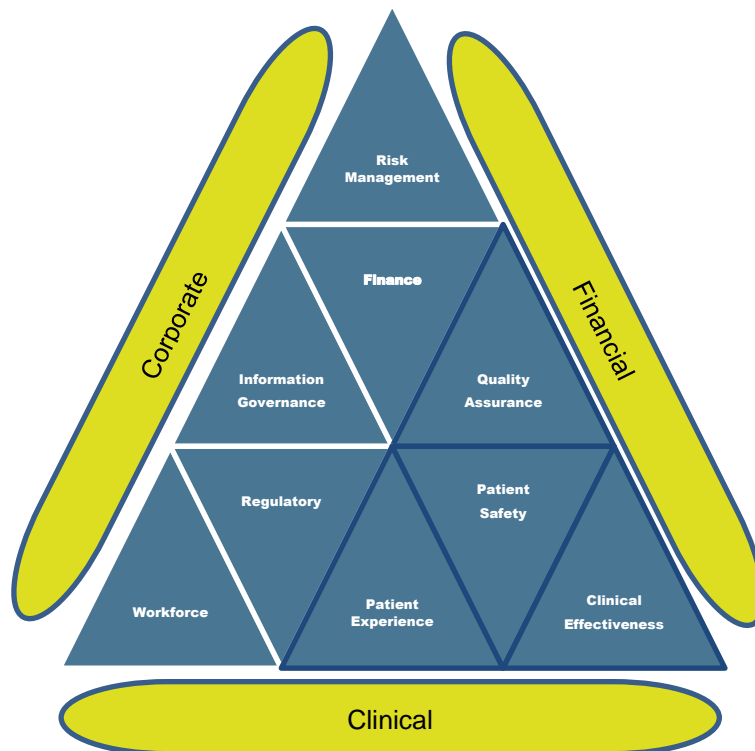 Risk
Management
Corporate
Finance
Financial
Information
Governance
Quality
Assurance
Regulatory
Patient
Safety
Workforce
Patient
Experience
Clinical
Effectiveness
Clinical